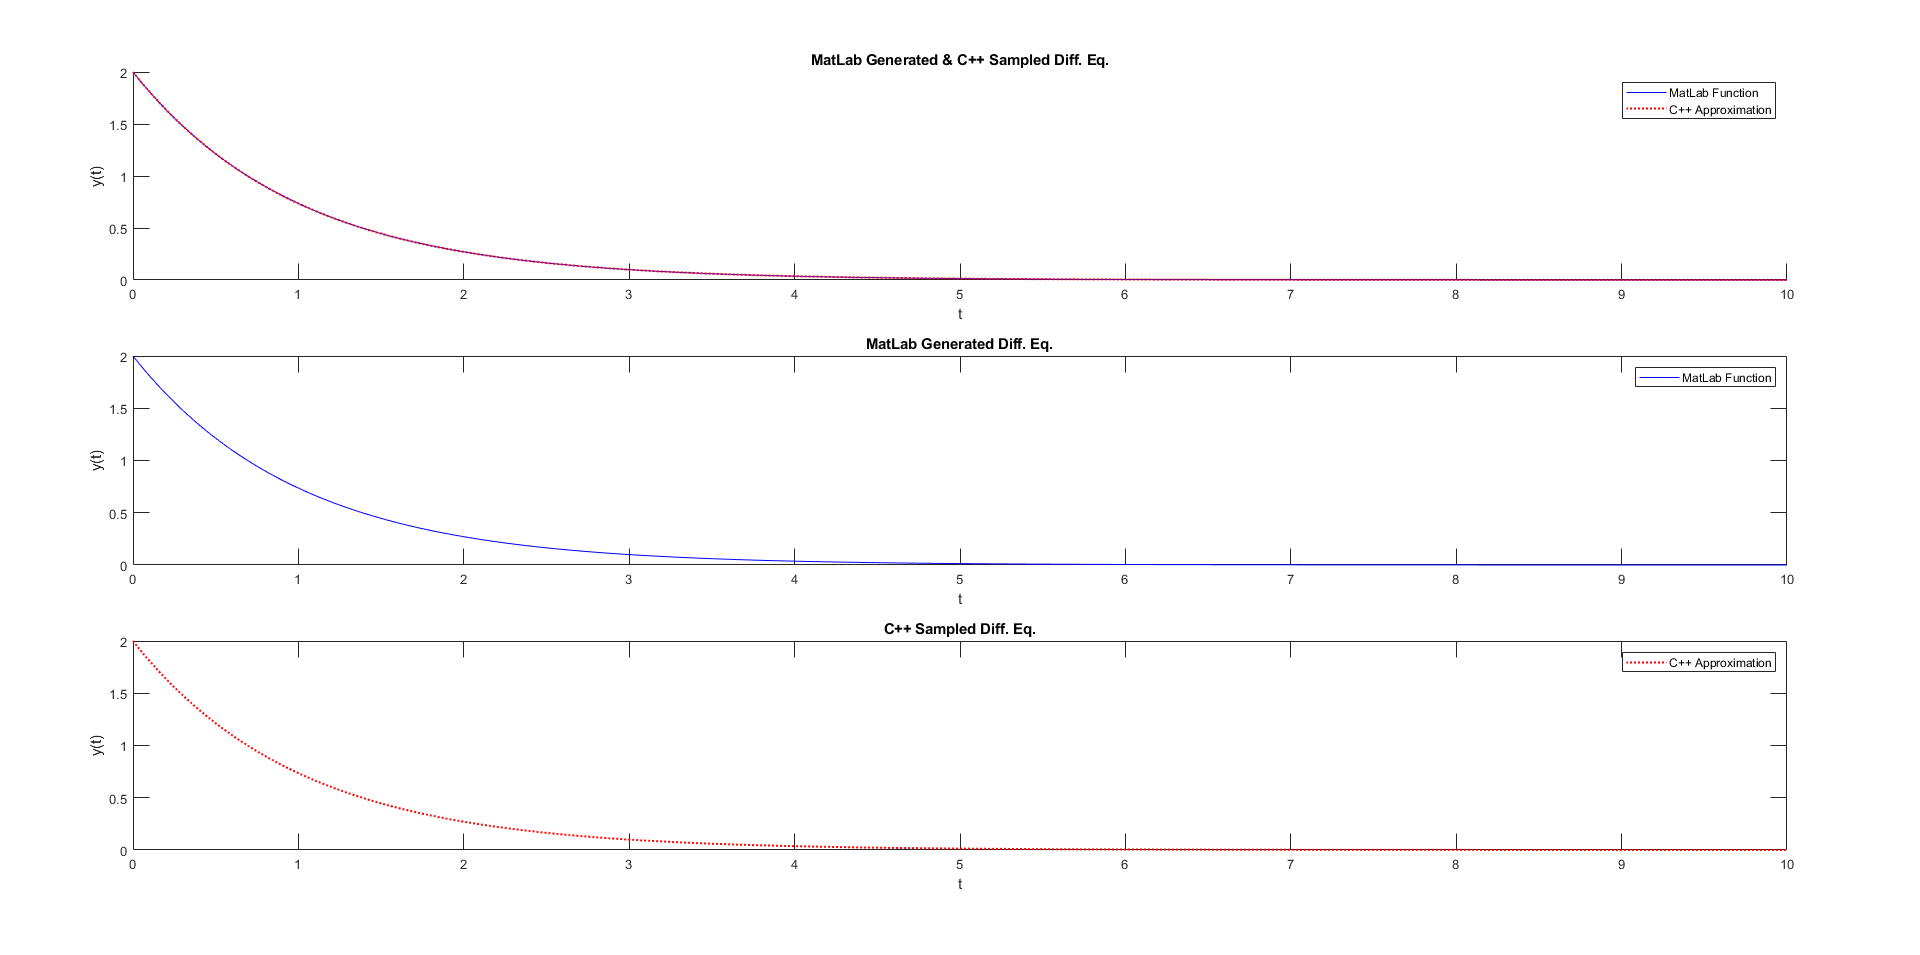 MatLab Generated & C++ Sampled Diff. Eq.
MatLab Function
C++ Approximation
y(t)
2
1.5
1
0.5
0
0 1 2 3 4 5 6 7 8 9 10
t
MatLab Generated Diff. Eq.
MatLab Function
y(t)
2
1.5
1
0.5
0
0 1 2 3 4 5 6 7 8 9 10
t
C++ Sampled Diff. Eq.
C++ Approximation
y(t)
2
1.5
1
0.5
0
0 1 2 3 4 5 6 7 8 9 10
t